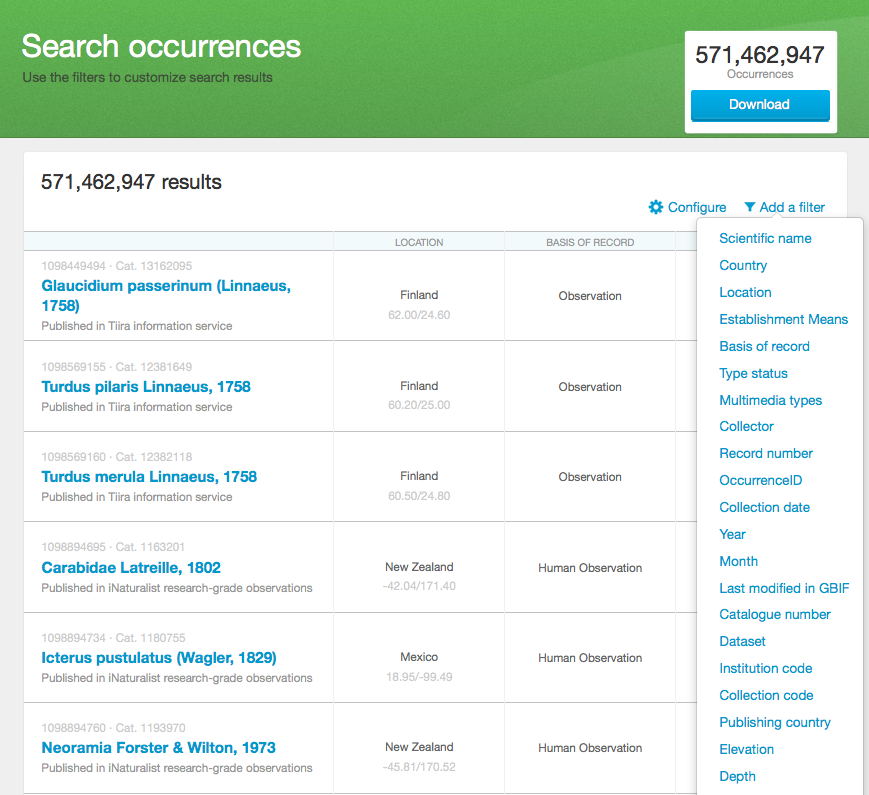 Search occurrences
Use the filters to customize search results
571,462,947
Occurrences
Download
571,462,947 results
Configure
Add a filter
LOCATION
BASIS OF RECORD
1098449494 · Cat. 13162095
Glaucidium passerinum (Linnaeus,
1758)
Published in Tiira information service
Finland
62.00/24.60
Observation
1098569155 · Cat. 12381649
Turdus pilaris Linnaeus, 1758
Published in Tiira information service
Finland
60.20/25.00
Observation
1098569160 · Cat. 12382118
Turdus merula Linnaeus, 1758
Published in Tiira information service
Finland
60.50/24.80
Observation
1098894695 · Cat. 1163201
Carabidae Latreille, 1802
Published in iNaturalist research-grade observations
New Zealand
-42.04/171.40
Human Observation
1098894734 · Cat. 1180755
Icterus pustulatus (Wagler, 1829)
Published in iNaturalist research-grade observations
Mexico
18.95/-99.49
Human Observation
1098894760 · Cat. 1193970
Neoramia Forster & Wilton, 1973
Published in iNaturalist research-grade observations
New Zealand
-45.81/170.52
Human Observation
Scientific name
Country
Location
Establishment Means
Basis of record
Type status
Multimedia types
Collector
Record number
OccurrenceID
Collection date
Year
Month
Last modified in GBIF
Catalogue number
Dataset
Institution code
Collection code
Publishing country
Elevation
Depth